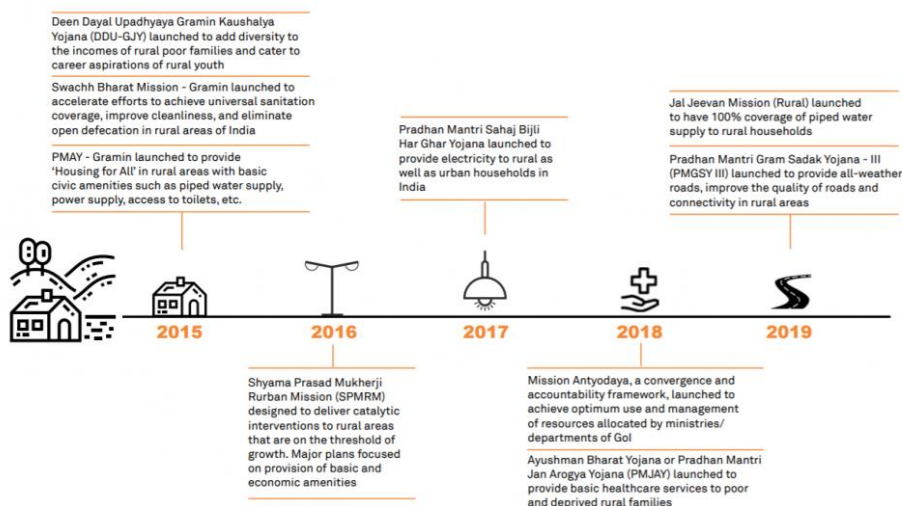 Deen Dayal Upadhyaya Gramin Kaushalya
Yojana (DDU-GJY) launched to add diversity to
the incomes of rural poor families and cater to
career aspirations of rural youth
Swachh Bharat Mission - Gramin launched to
accelerate efforts to achieve universal sanitation
coverage, improve cleanliness, and eliminate
open defecation in rural areas of India
PMAY - Gramin launched to provide
‘Housing for All’ in rural areas with basic
civic amenities such as piped water supply,
power supply, access to toilets, etc.
Pradhan Mantri Sahaj Bijli
Har Ghar Yojana launched to
provide electricity to rural as
well as urban households in
India
Jal Jeevan Mission (Rural) launched
to have 100% coverage of piped water
supply to rural households
Pradhan Mantri Gram Sadak Yojana - III
(PMGSY III) launched to provide all-weather
roads, improve the quality of roads and
connectivity in rural areas
2015
2016
2017
2018
2019
Shyama Prasad Mukherji
Rurban Mission (SPMRM)
designed to deliver catalytic
interventions to rural areas
that are on the threshold of
growth. Major plans focused
on provision of basic and
economic amenities
Mission Antyodaya, a convergence and
accountability framework, launched to
achieve optimum use and management
of resources allocated by ministries/
departments of GoI
Ayushman Bharat Yojana or Pradhan Mantri
Jan Arogya Yojana (PMJAY) launched to
provide basic healthcare services to poor
and deprived rural families